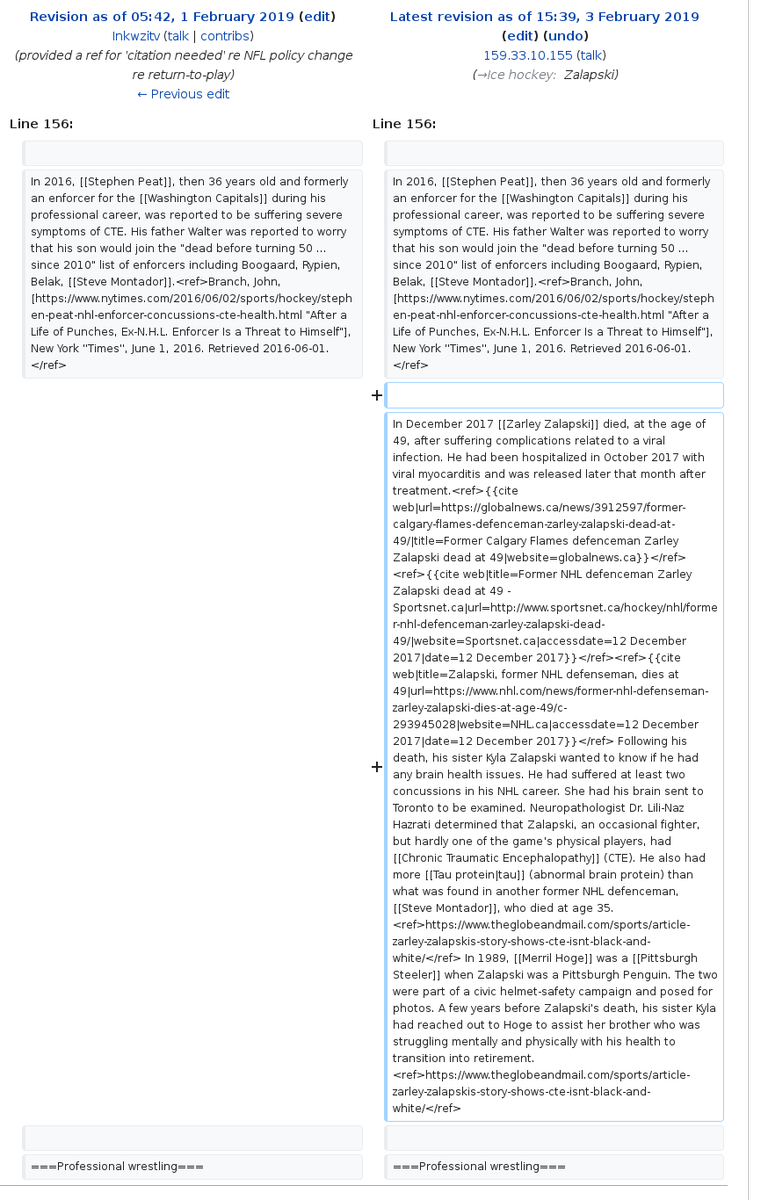 Revision as of 05:42, 1 February 2019 (edit)
Inkwzitv (talk | contribs)
(provided a ref for 'citation needed' re NFL policy change
re return-to-play)
← Previous edit
Latest revision as of 15:39, 3 February 2019
(edit) (undo)
159.33.10.155 (talk)
(→Ice hockey: Zalapski)
Line 156:
Line 156:
In 2016, [[Stephen Peat]], then 36 years old and formerly
an enforcer for the [[Washington Capitals]] during his
professional career, was reported to be suffering severe
symptoms of CTE. His father Walter was reported to worry
that his son would join the "dead before turning 50 ...
since 2010" list of enforcers including Boogaard, Rypien,
Belak, [[Steve Montador]].<ref>Branch, John,
[https://www.nytimes.com/2016/06/02/sports/hockey/steph
en-peat-nhl-enforcer-concussions-cte-health.html "After a
Life of Punches, Ex-N.H.L. Enforcer Is a Threat to Himself"],
New York ''Times'', June 1, 2016. Retrieved 2016-06-01.
</ref>
In 2016, [[Stephen Peat]], then 36 years old and formerly
an enforcer for the [[Washington Capitals]] during his
professional career, was reported to be suffering severe
symptoms of CTE. His father Walter was reported to worry
that his son would join the "dead before turning 50 ...
since 2010" list of enforcers including Boogaard, Rypien,
Belak, [[Steve Montador]].<ref>Branch, John,
[https://www.nytimes.com/2016/06/02/sports/hockey/steph
en-peat-nhl-enforcer-concussions-cte-health.html "After a
Life of Punches, Ex-N.H.L. Enforcer Is a Threat to Himself"],
New York ''Times'', June 1, 2016. Retrieved 2016-06-01.
</ref>
+
+
In December 2017 [[Zarley Zalapski]] died, at the age of
49, after suffering complications related to a viral
infection. He had been hospitalized in October 2017 with
viral myocarditis and was released later that month after
treatment.<ref>{{cite
web|url=https://globalnews.ca/news/3912597/former-
calgary-flames-defenceman-zarley-zalapski-dead-at-
49/|title=Former Calgary Flames defenceman Zarley
Zalapski dead at 49|website=globalnews.ca}}</ref>
<ref>{{cite web|title=Former NHL defenceman Zarley
Zalapski dead at 49 -
Sportsnet.ca|url=http://www.sportsnet.ca/hockey/nhl/forme
r-nhl-defenceman-zarley-zalapski-dead-
49/|website=Sportsnet.ca|accessdate=12 December
2017|date=12 December 2017}}</ref><ref>{{cite
web|title=Zalapski, former NHL defenseman, dies at
49|url=https://www.nhl.com/news/former-nhl-defenseman-
zarley-zalapski-dies-at-age-49/c-
293945028|website=NHL.ca|accessdate=12 December
2017|date=12 December 2017}}</ref> Following his
death, his sister Kyla Zalapski wanted to know if he had
any brain health issues. He had suffered at least two
concussions in his NHL career. She had his brain sent to
Toronto to be examined. Neuropathologist Dr. Lili-Naz
Hazrati determined that Zalapski, an occasional fighter,
but hardly one of the game's physical players, had
[[Chronic Traumatic Encephalopathy]] (CTE). He also had
more [[Tau protein|tau]] (abnormal brain protein) than
what was found in another former NHL defenceman,
[[Steve Montador]], who died at age 35.
<ref>https://www.theglobeandmail.com/sports/article-
zarley-zalapskis-story-shows-cte-isnt-black-and-
white/</ref> In 1989, [[Merril Hoge]] was a [[Pittsburgh
Steeler]] when Zalapski was a Pittsburgh Penguin. The two
were part of a civic helmet-safety campaign and posed for
photos. A few years before Zalapski's death, his sister Kyla
had reached out to Hoge to assist her brother who was
struggling mentally and physically with his health to
transition into retirement.
<ref>https://www.theglobeandmail.com/sports/article-
zarley-zalapskis-story-shows-cte-isnt-black-and-
white/</ref>
===Professional wrestling===
===Professional wrestling===